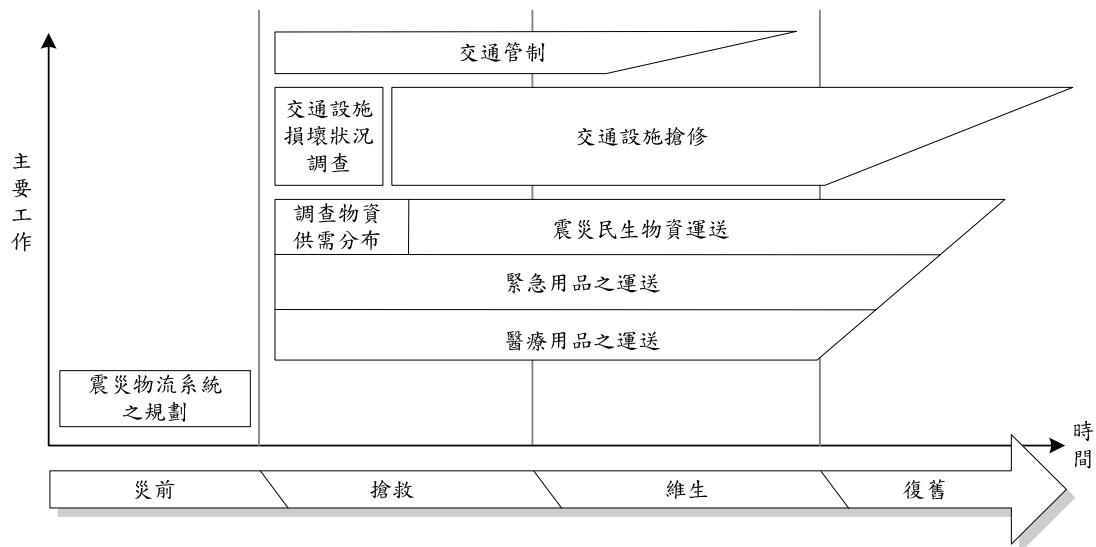 交通管制
交通設施
損壞狀況
調查
交通設施搶修
主要工作
調查物資
供需分布
震災民生物資運送
緊急用品之運送
醫療用品之運送
震災物流系統
之規劃
時間
災前
搶救
維生
復舊